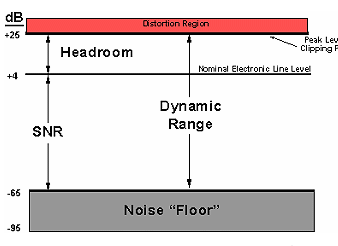 dB
Distortion Region
+25
Headroom
Peak Lev
Clipping P
Nominal Electronic Line Level
+4
Dynamic
Range
SNR
-65
Noise “Floor”
-95